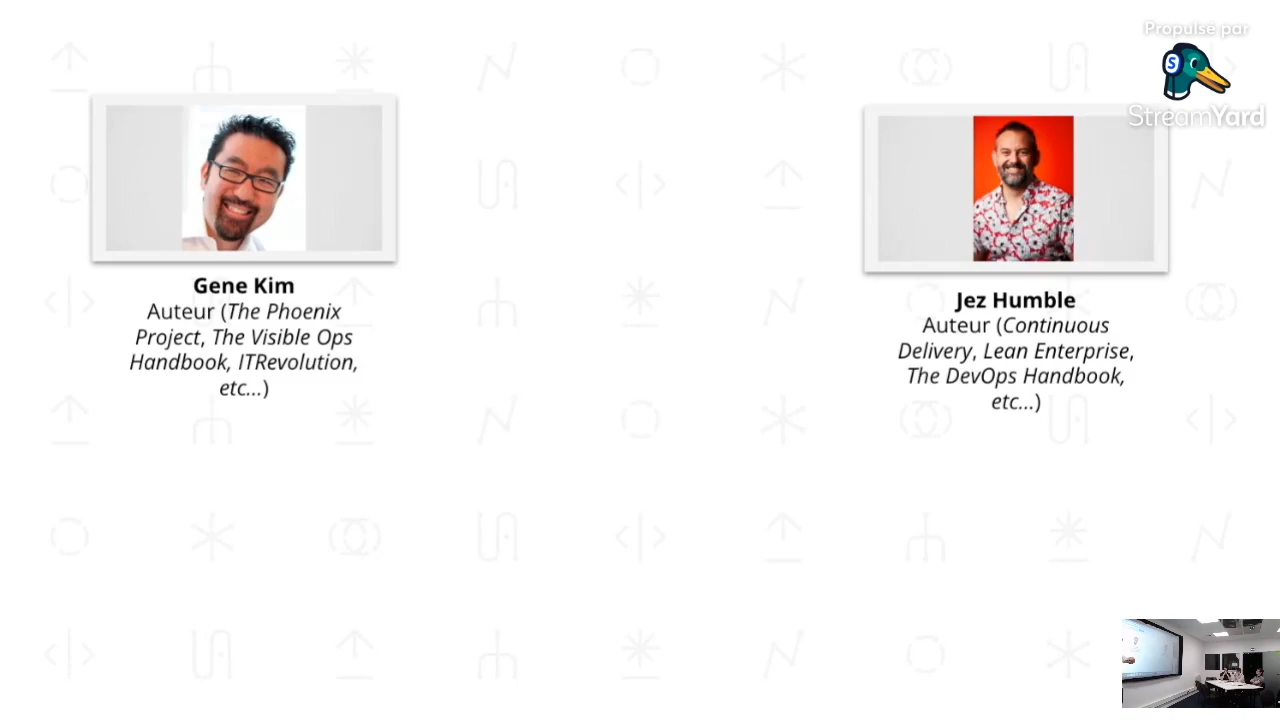 Propulsé par
StreamYard
Gene Kim
Auteur (The Phoenix
Project, The Visible Ops
Handbook, ITRevolution,
etc...)
Jez Humble
Auteur (Continuous
Delivery, Lean Enterprise,
The DevOps Handbook,
etc...)